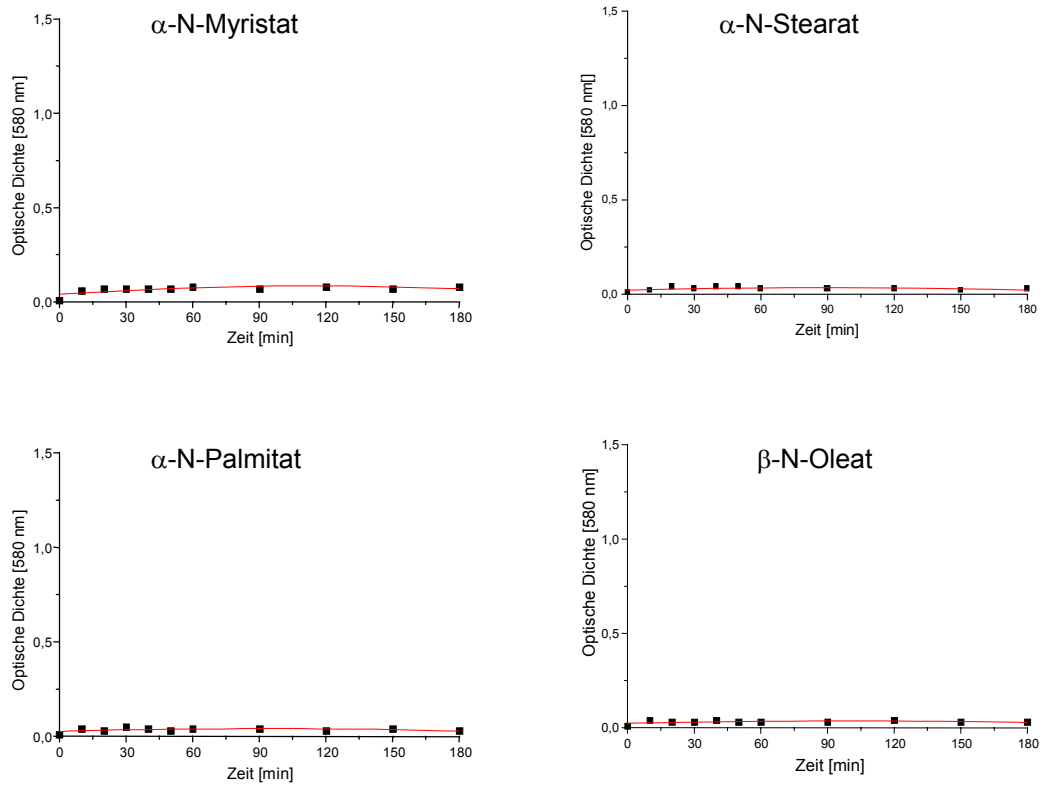 α-N-Myristat
1,5
1,0
0,5
0,0
Optische Dichte [580 nm]
0 30 60 90 120 150 180
Zeit [min]
α-N-Stearat
1,5
1,0
0,5
0,0
Optische Dichte [580 nm[]
0 30 60 90 120 150 180
Zeit [min]
α-N-Palmitat
1,5
1,0
0,5
0,0
Optische Dichte [580 nm]
0 30 60 90 120 150 180
Zeit [min]
β-N-Oleat
1,5
1,0
0,5
0,0
Optische Dichte [580 nm]
0 30 60 90 120 150 180
Zeit [min]